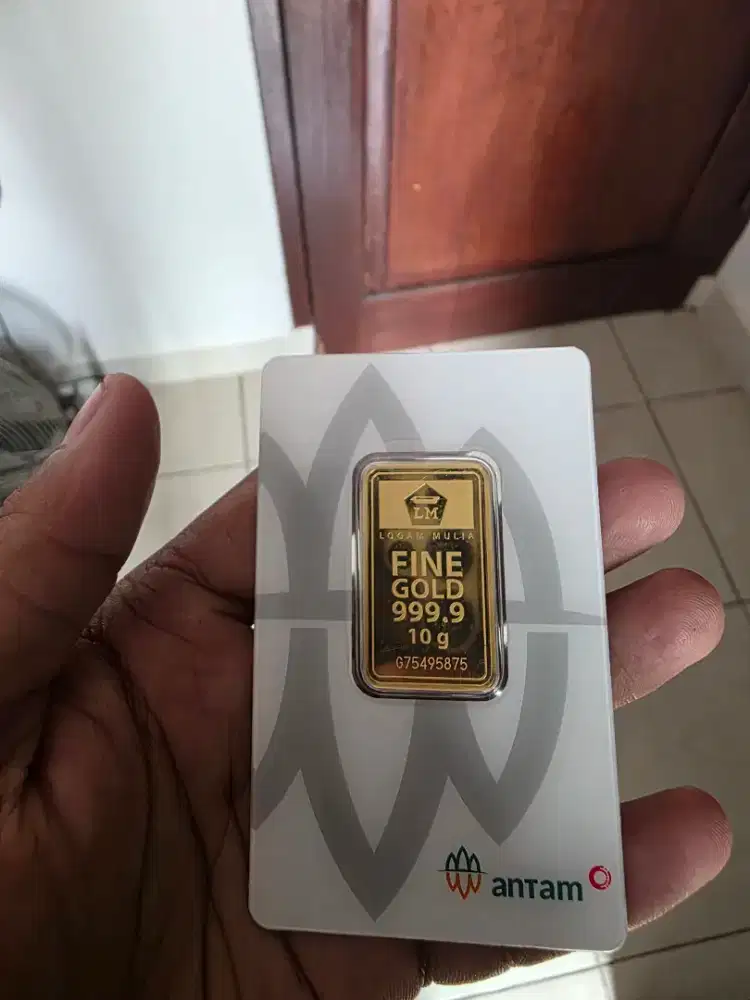 LM
LOGAM MULIA
FINE
GOLD
999.9
10 g
G75495875
antam